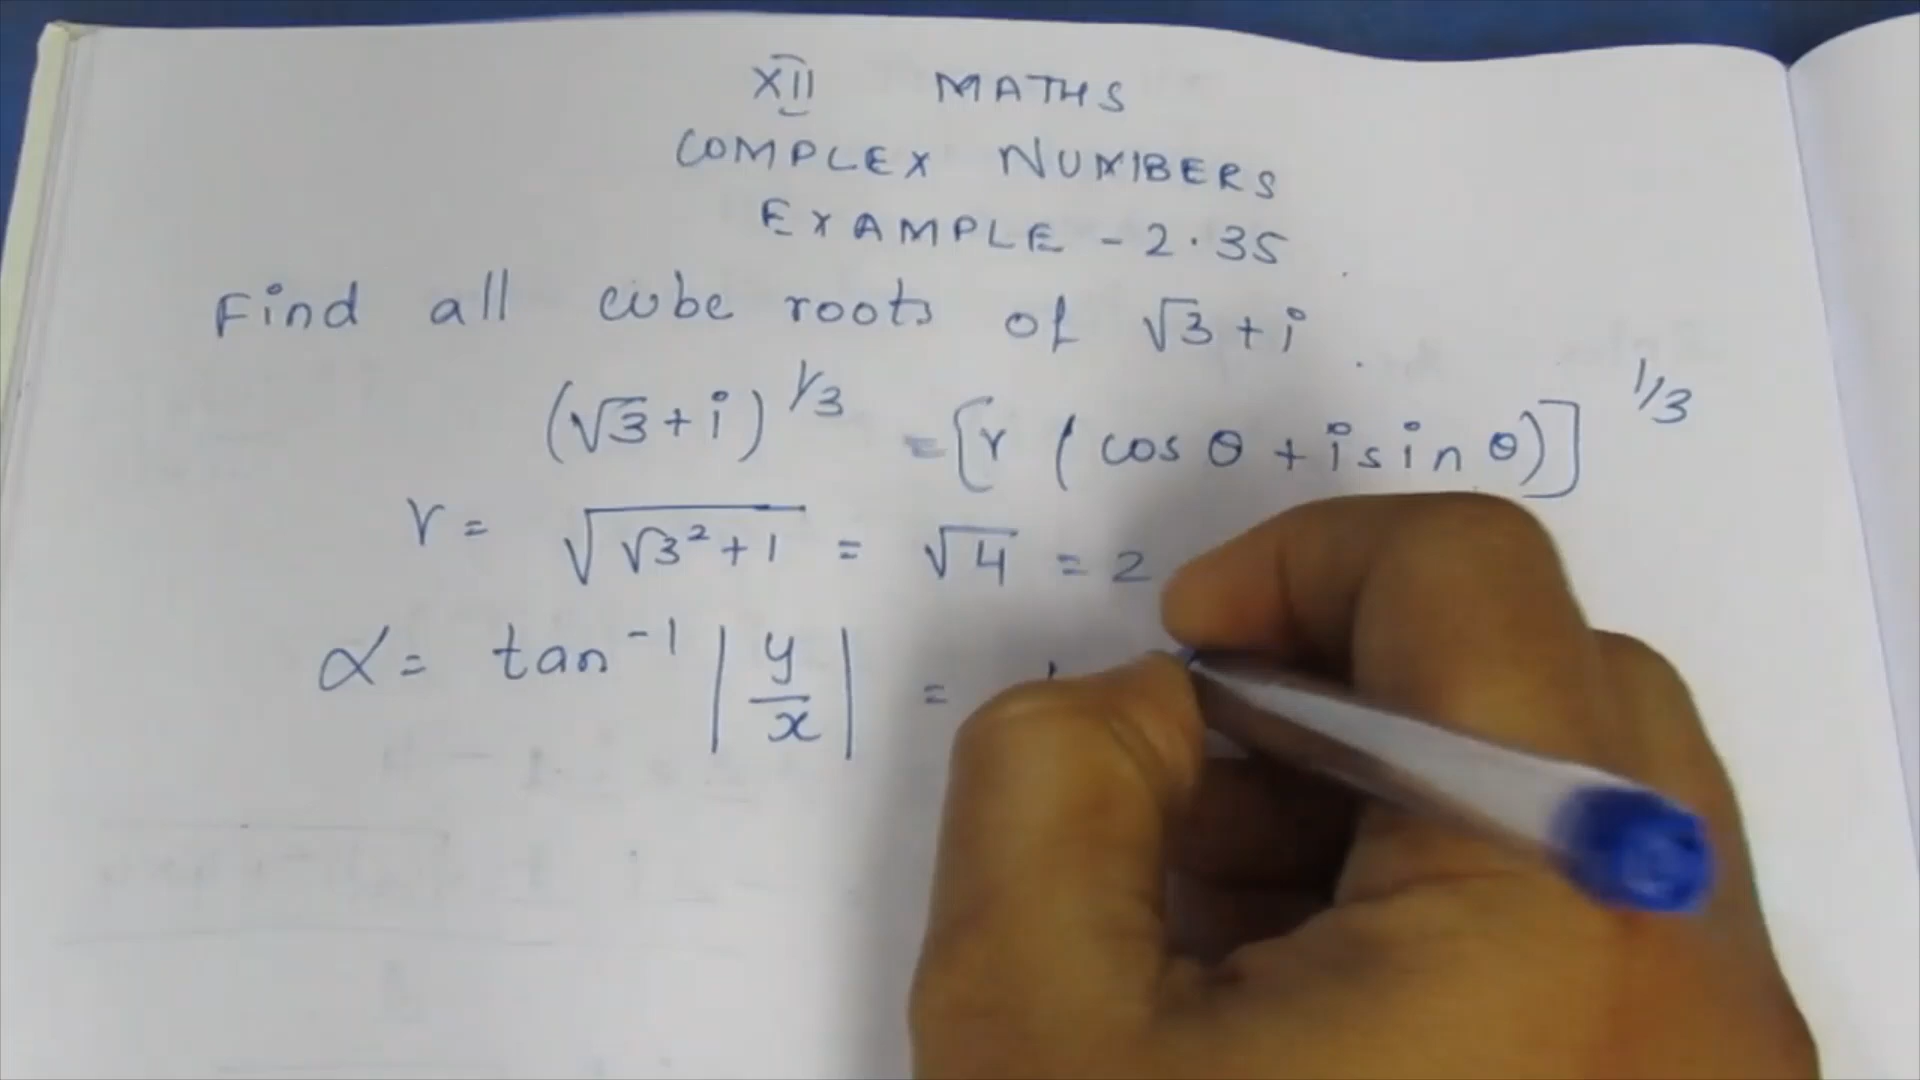 XII MATHS
COMPLEX NUMBERS
EXAMPLE - 2.35
Find all cube roots of √3 + i.
(√3 + i)^1/3 = [r (cos θ + i sin θ)]^1/3
r = √(√3² + 1) = √4 = 2
α = tan⁻¹ |y/x| =